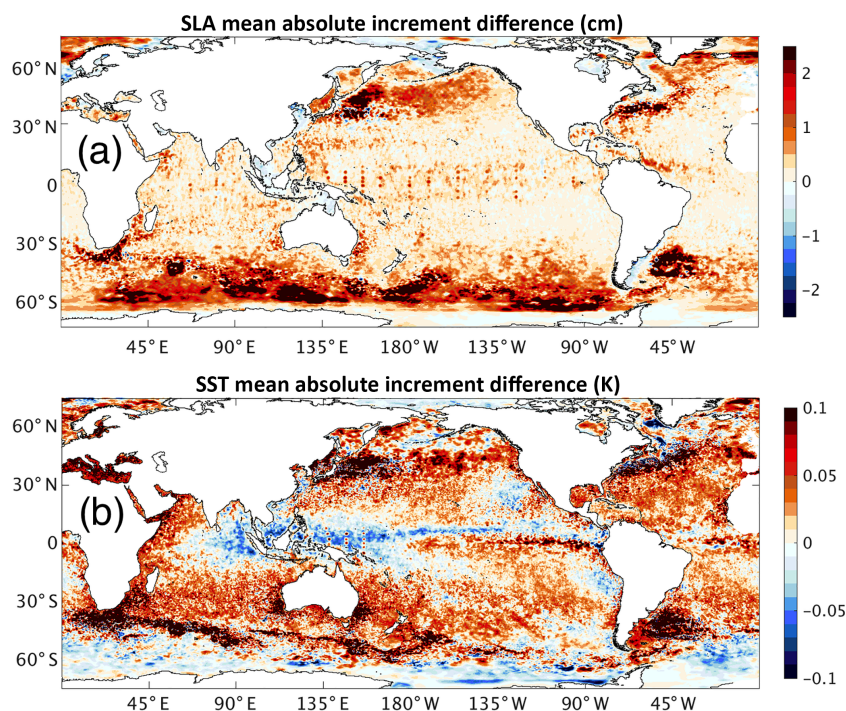 SLA mean absolute increment difference (cm)
60°N
30°N
0
30°S
60°S
(a)
45°E 90°E 135°E 180°W 135°W 90°W 45°W
2
1
0
−1
−2
SST mean absolute increment difference (K)
60°N
30°N
0
30°S
60°S
(b)
45°E 90°E 135°E 180°W 135°W 90°W 45°W
0.1
0.05
0
−0.05
−0.1